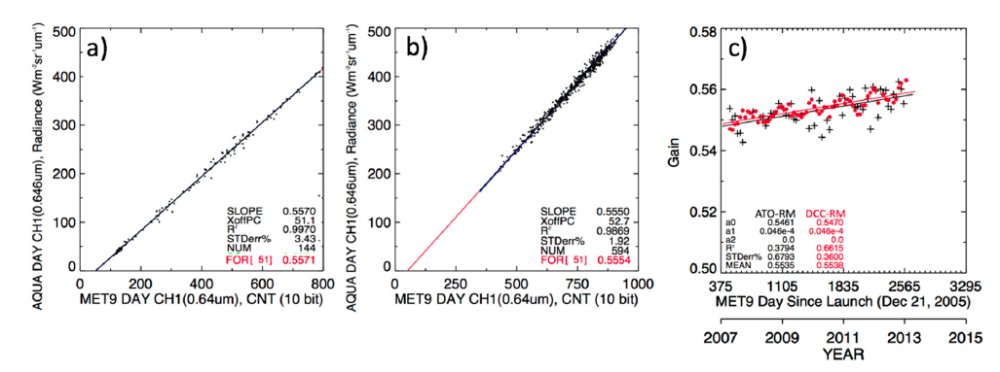 a)
AQUA DAY CH1(0.646um), Radiance (Wm⁻²sr⁻¹um⁻¹)
500
400
300
200
100
0
SLOPE 0.5570
XoffPC 51.1
R² 0.9970
STDerr% 3.43
NUM 144
FOR[ 51] 0.5571
0 200 400 600 800
MET9 DAY CH1(0.64um), CNT (10 bit)
b)
AQUA DAY CH1(0.646um), Radiance (Wm⁻²sr⁻¹um⁻¹)
500
400
300
200
100
0
SLOPE 0.5550
XoffPC 52.7
R² 0.9869
STDerr% 1.92
NUM 594
FOR[ 51] 0.5554
0 250 500 750 1000
MET9 DAY CH1(0.64um), CNT (10 bit)
c)
Gain
0.58
0.56
0.54
0.52
0.50
ATO-RM DCC-RM
a0 0.5461 0.5470
a1 0.046e-4 0.046e-4
a2 0.0 0.0
R² 0.3794 0.6615
STDerr% 0.6793 0.3600
MEAN 0.5535 0.5538
375 1105 1835 2565 3295
MET9 Day Since Launch (Dec 21, 2005)
2007 2009 2011 2013 2015
YEAR